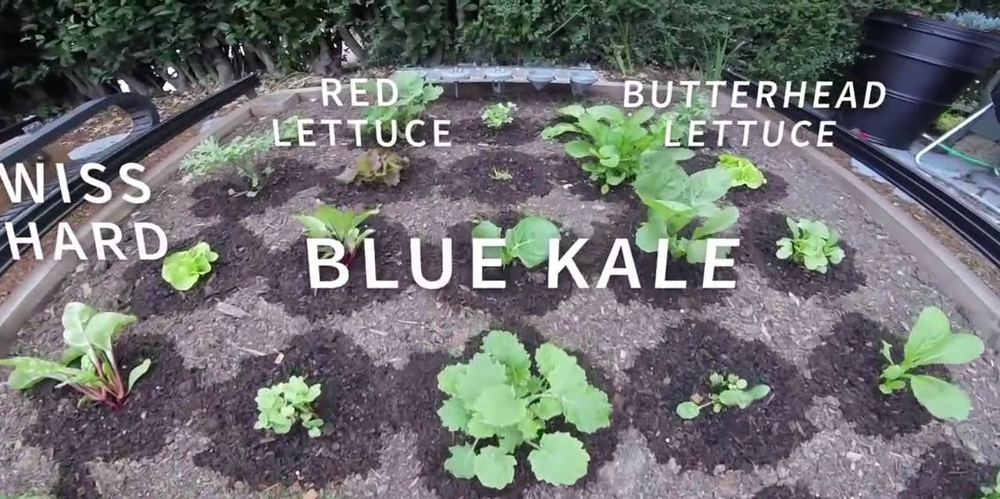 RED
LETTUCE
BUTTERHEAD
LETTUCE
WISS
HARD
BLUE KALE